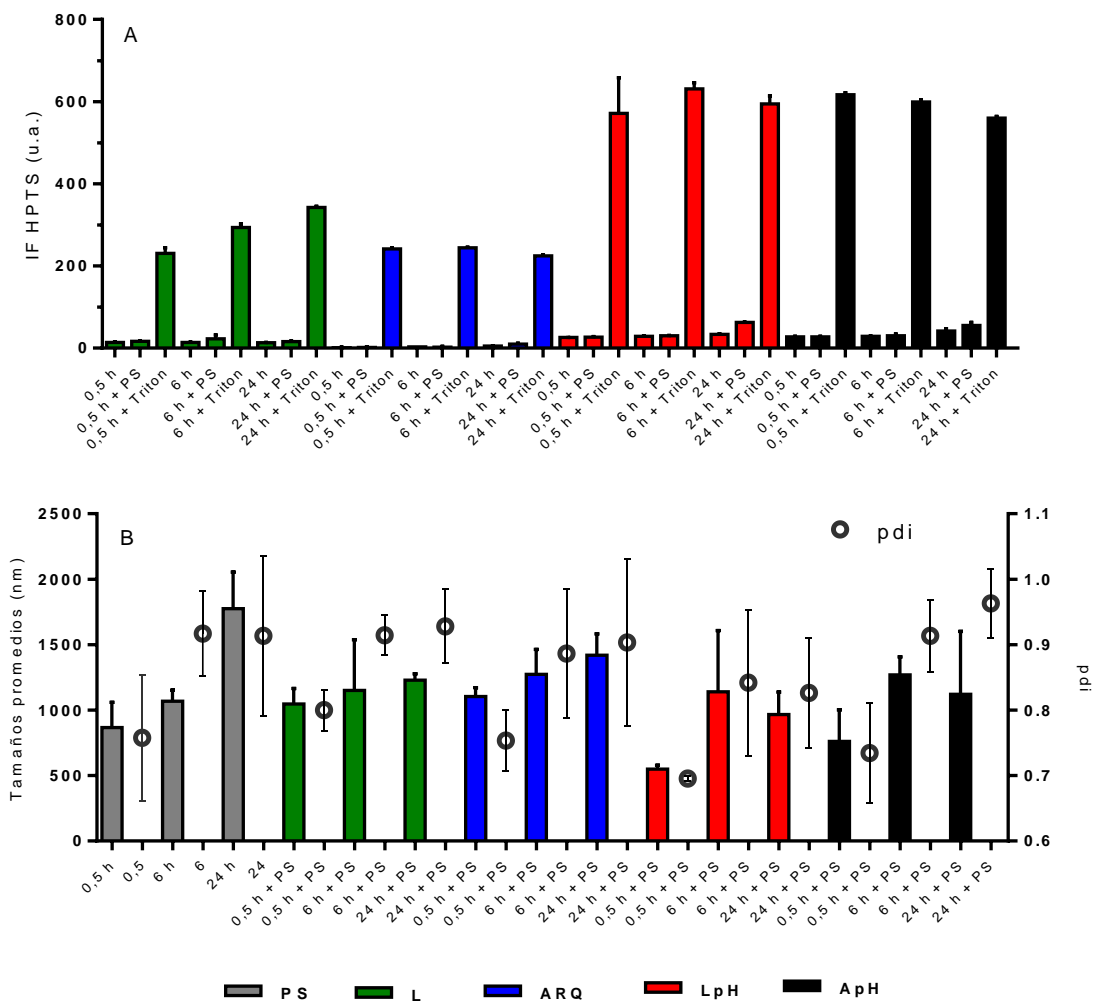 A
IF HPTS (u.a.)
800
600
400
200
0
0,5 h
0,5 h + PS
0,5 h + Triton
6 h
6 h + PS
6 h + Triton
24 h
24 h + PS
24 h + Triton
0,5 h
0,5 h + PS
0,5 h + Triton
6 h
6 h + PS
6 h + Triton
24 h
24 h + PS
24 h + Triton
0,5 h
0,5 h + PS
0,5 h + Triton
6 h
6 h + PS
6 h + Triton
24 h
24 h + PS
24 h + Triton
0,5 h
0,5 h + PS
0,5 h + Triton
6 h
6 h + PS
6 h + Triton
24 h
24 h + PS
24 h + Triton
B
pdi
Tamaños promedios (nm)
2500
2000
1500
1000
500
0
1.1
1.0
0.9
0.8
0.7
0.6
pdi
0,5 h
0,5
6 h
6
24 h
24
0,5 h + PS
0,5 h + PS
6 h + PS
6 h + PS
24 h + PS
24 h + PS
0,5 h + PS
0,5 h + PS
6 h + PS
6 h + PS
24 h + PS
24 h + PS
0,5 h + PS
0,5 h + PS
6 h + PS
6 h + PS
24 h + PS
24 h + PS
0,5 h + PS
0,5 h + PS
6 h + PS
6 h + PS
24 h + PS
24 h + PS
PS L ARQ LpH ApH